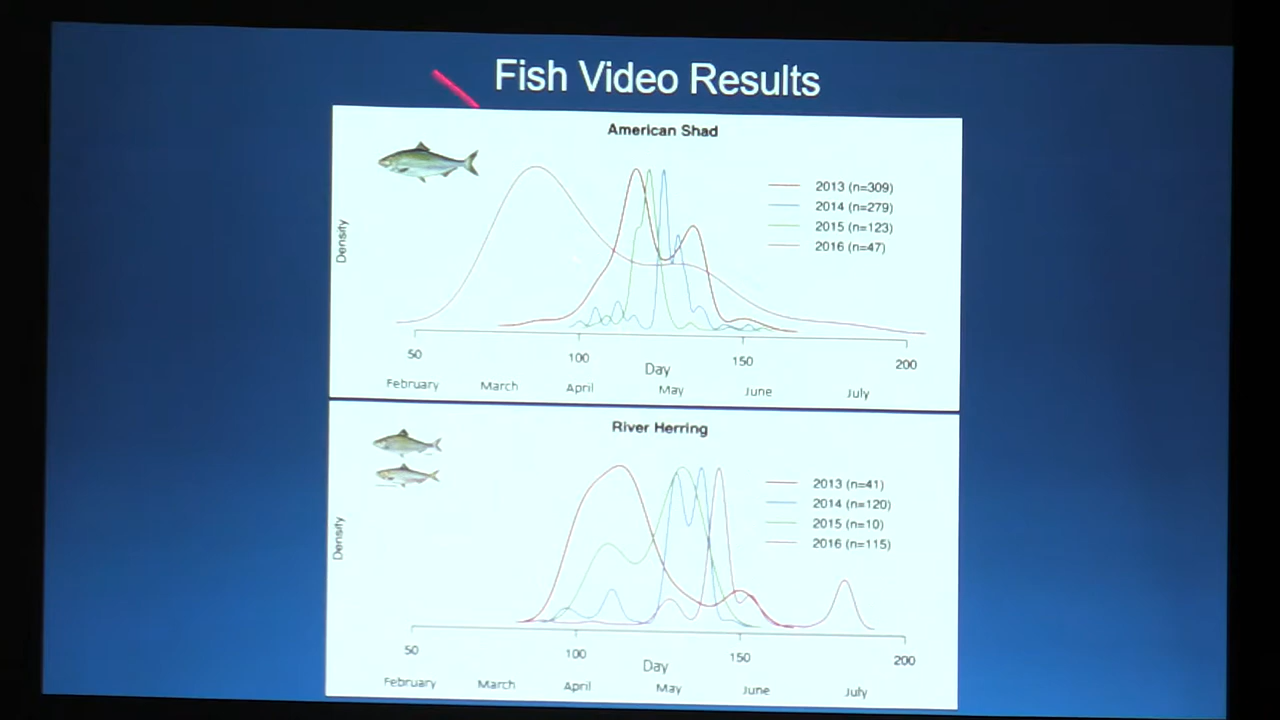 Fish Video Results
American Shad
Density
2013 (n=309)
2014 (n=279)
2015 (n=123)
2016 (n=47)
50 100 150 200
Day
February March April May June July
River Herring
Density
2013 (n=41)
2014 (n=120)
2015 (n=10)
2016 (n=115)
50 100 150 200
Day
February March April May June July